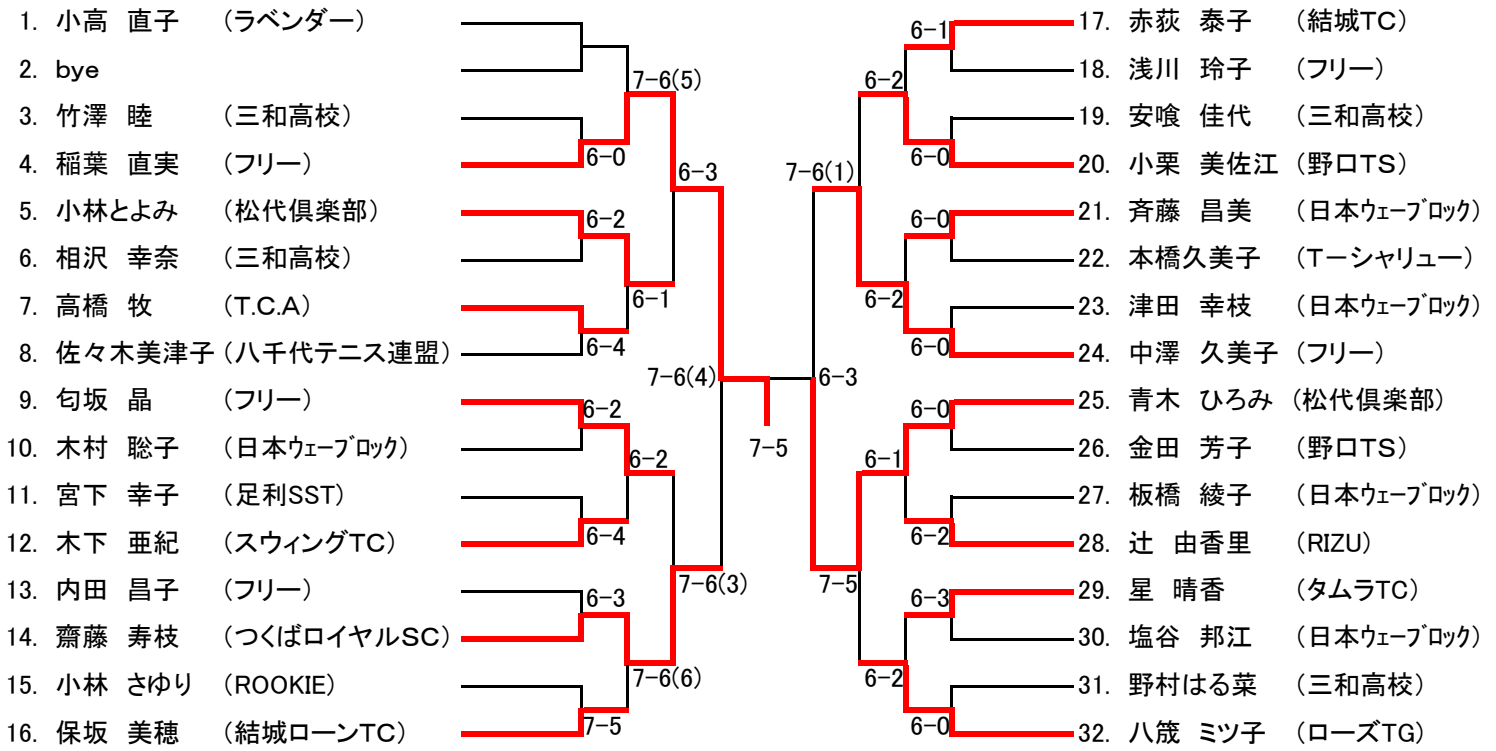 1. 小高 直子 (ラベンダー)
2. bye
7-6(5)
3. 竹澤 睦 (三和高校)
4. 稲葉 直実 (フリー)
6-0
6-3
5. 小林とよみ (松代倶楽部)
6-2
6. 相沢 幸奈 (三和高校)
6-1
7. 高橋 牧 (T.C.A)
6-4
8. 佐々木美津子 (八千代テニス連盟)
7-6(4)
9. 匂坂 晶 (フリー)
6-2
10. 木村 聡子 (日本ウェーブロック)
6-2
11. 宮下 幸子 (足利SST)
6-4
12. 木下 亜紀 (スウィングTC)
7-6(3)
13. 内田 昌子 (フリー)
6-3
14. 齋藤 寿枝 (つくばロイヤルSC)
7-6(6)
15. 小林 さゆり (ROOKIE)
7-5
16. 保坂 美穂 (結城ローンTC)
7-5
17. 赤荻 泰子 (結城TC)
6-1
18. 浅川 玲子 (フリー)
6-2
19. 安喰 佳代 (三和高校)
6-0
20. 小栗 美佐江 (野口TS)
7-6(1)
21. 斉藤 昌美 (日本ウェーブロック)
6-0
22. 本橋久美子 (T-シャリュー)
6-2
23. 津田 幸枝 (日本ウェーブロック)
6-0
24. 中澤 久美子 (フリー)
6-3
25. 青木 ひろみ (松代倶楽部)
6-0
26. 金田 芳子 (野口TS)
6-1
27. 板橋 綾子 (日本ウェーブロック)
6-2
28. 辻 由香里 (RIZU)
7-5
29. 星 晴香 (タムラTC)
6-3
30. 塩谷 邦江 (日本ウェーブロック)
6-2
31. 野村はる菜 (三和高校)
6-0
32. 八筬 ミツ子 (ローズTG)